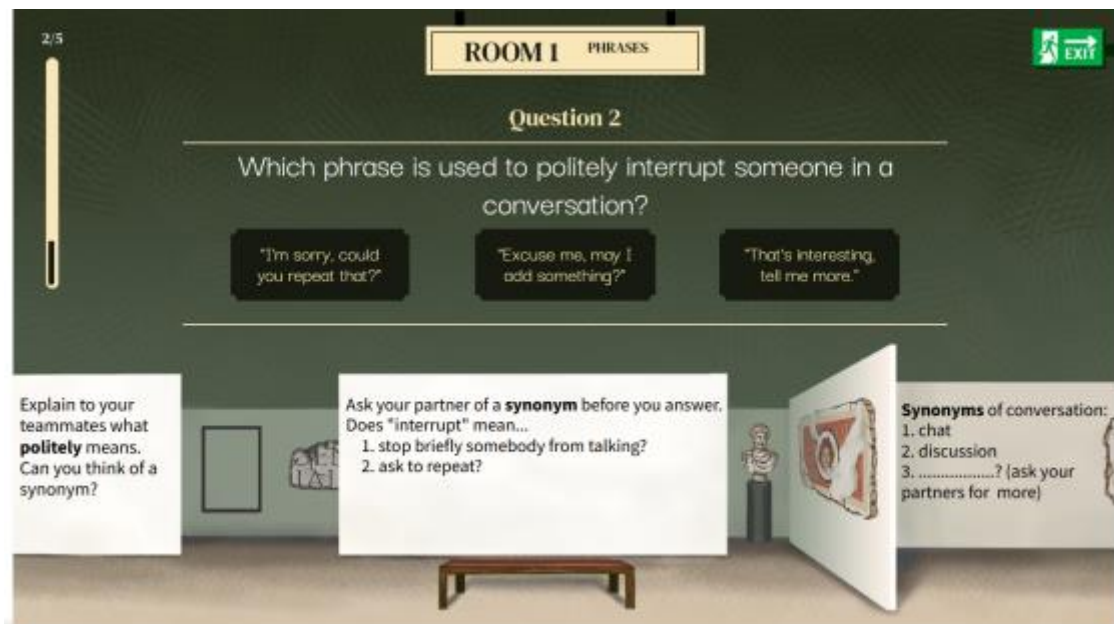 2/5
ROOM 1 PHRASES
EXIT
Question 2
Which phrase is used to politely interrupt someone in a
conversation?
"I'm sorry, could
you repeat that?"
"Excuse me, may I
add something?"
"That's interesting,
tell me more."
Explain to your
teammates what
politely means.
Can you think of a
synonym?
Ask your partner of a synonym before you answer.
Does "interrupt" mean...
1. stop briefly somebody from talking?
2. ask to repeat?
Synonyms of conversation:
1. chat
2. discussion
3. ...................? (ask your
partners for more)